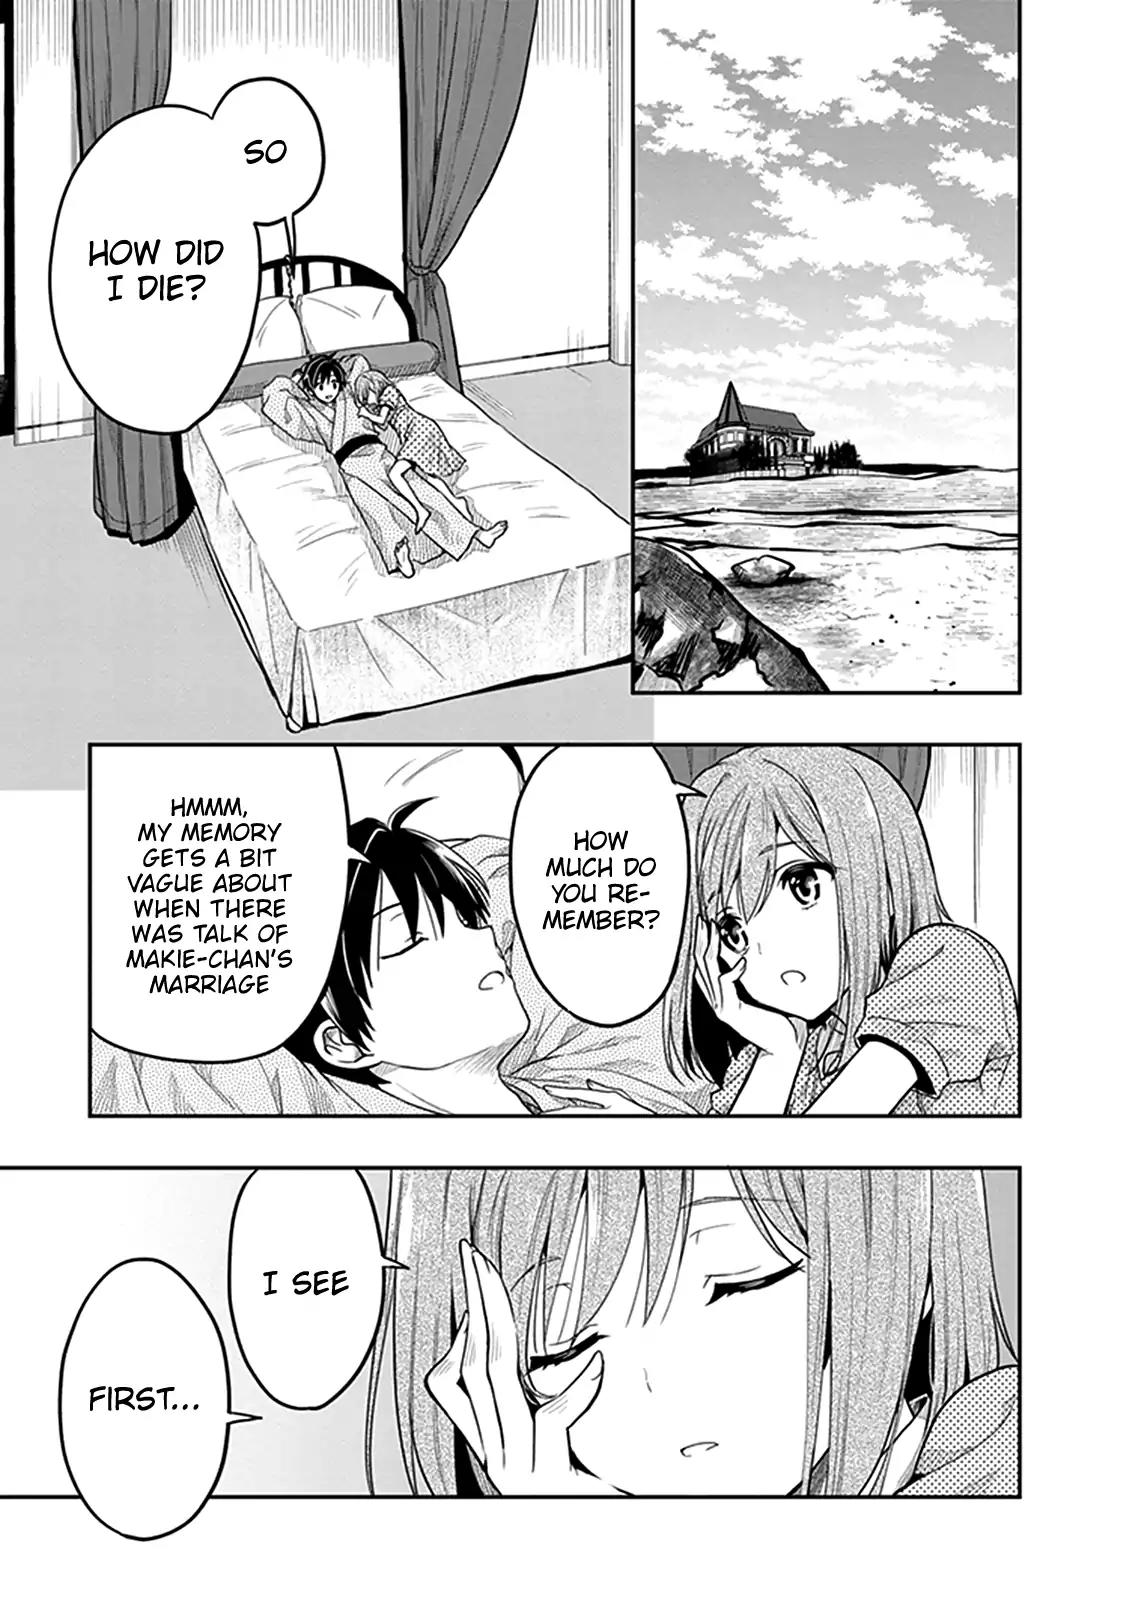 SO
HOW DID
I DIE?
HOW
MUCH DO
YOU RE-
MEMBER?
HMMM,
MY MEMORY
GETS A BIT
VAGUE ABOUT
WHEN THERE
WAS TALK OF
MAKIE-CHAN'S
MARRIAGE
I SEE
FIRST...